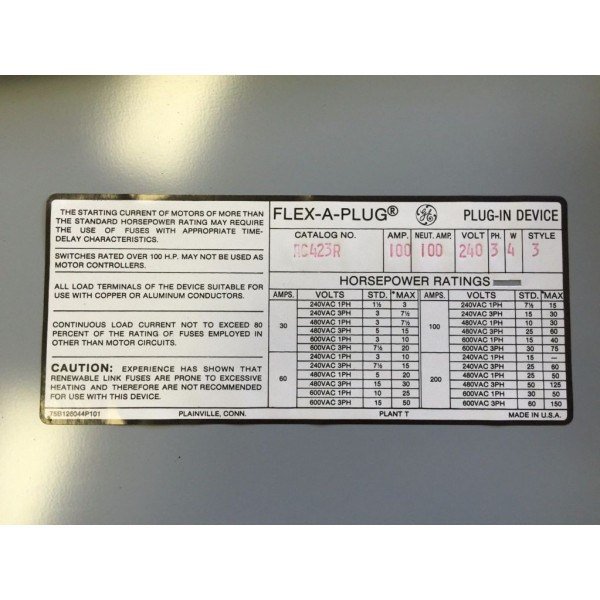 THE STARTING CURRENT OF MOTORS OF MORE THAN
THE STANDARD HORSEPOWER RATING MAY REQUIRE
THE USE OF FUSES WITH APPROPRIATE TIME-
DELAY CHARACTERISTICS.
SWITCHES RATED OVER 100 H.P. MAY NOT BE USED AS
MOTOR CONTROLLERS.
ALL LOAD TERMINALS OF THE DEVICE SUITABLE FOR
USE WITH COPPER OR ALUMINUM CONDUCTORS.
CONTINUOUS LOAD CURRENT NOT TO EXCEED 80
PERCENT OF THE RATING OF FUSES EMPLOYED IN
OTHER THAN MOTOR CIRCUITS.
CAUTION: EXPERIENCE HAS SHOWN THAT
RENEWABLE LINK FUSES ARE PRONE TO EXCESSIVE
HEATING AND THEREFORE ARE NOT RECOMMENDED
FOR USE WITH THIS DEVICE.
FLEX-A-PLUG® GE PLUG-IN DEVICE
CATALOG NO. AMP. NEUT. AMP. VOLT PH. W STYLE
100 100 240 3 4 3
HORSEPOWER RATINGS
AMPS. VOLTS STD. *MAX AMPS. VOLTS STD. MAX
30 240VAC 1PH 1½ 3 100 240VAC 1PH 7½ 15
240VAC 3PH 3 7½ 240VAC 3PH 15 30
480VAC 1PH 3 7½ 480VAC 1PH 10 30
480VAC 3PH 5 15 480VAC 3PH 25 60
600VAC 1PH 3 10 600VAC 1PH 15 40
600VAC 3PH 7½ 20 600VAC 3PH 30 75
60 240VAC 1PH 3 10 200 240VAC 1PH 15 —
240VAC 3PH 7½ 15 240VAC 3PH 25 60
480VAC 1PH 5 20 480VAC 1PH 25 50
480VAC 3PH 15 30 480VAC 3PH 50 125
600VAC 1PH 10 25 600VAC 1PH 30 50
600VAC 3PH 15 50 600VAC 3PH 60 150
75B126044P101 PLAINVILLE, CONN. PLANT T MADE IN U.S.A.